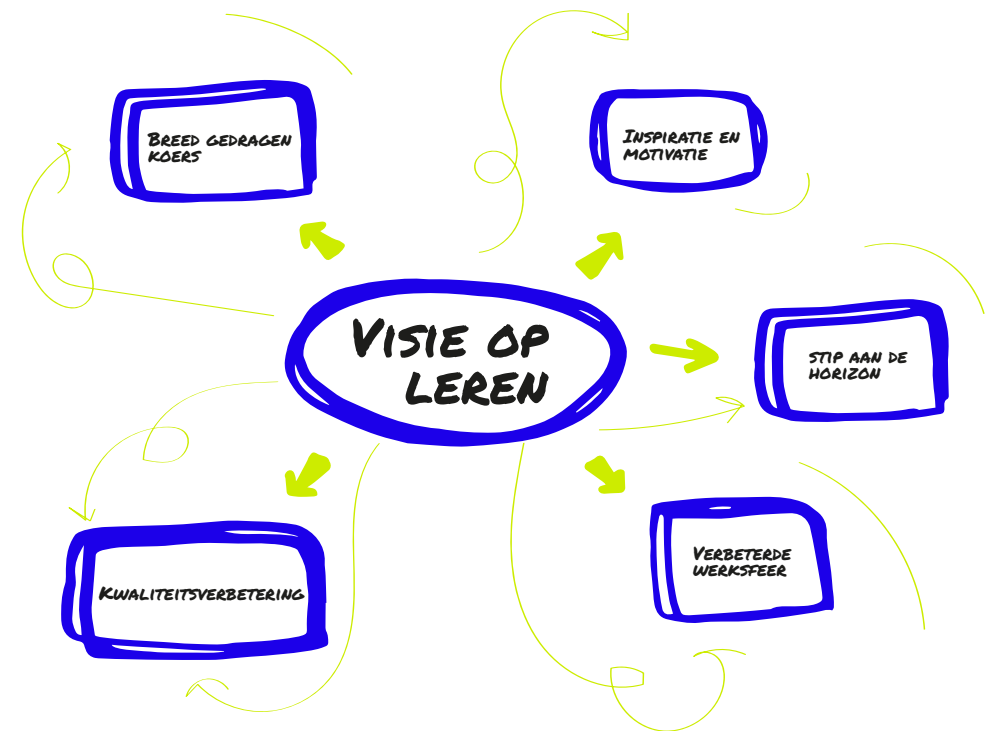 Breed gedragen
koers
Inspiratie en
motivatie
Visie op
leren
stip aan de
horizon
Kwaliteitsverbetering
Verbeterde
werksfeer